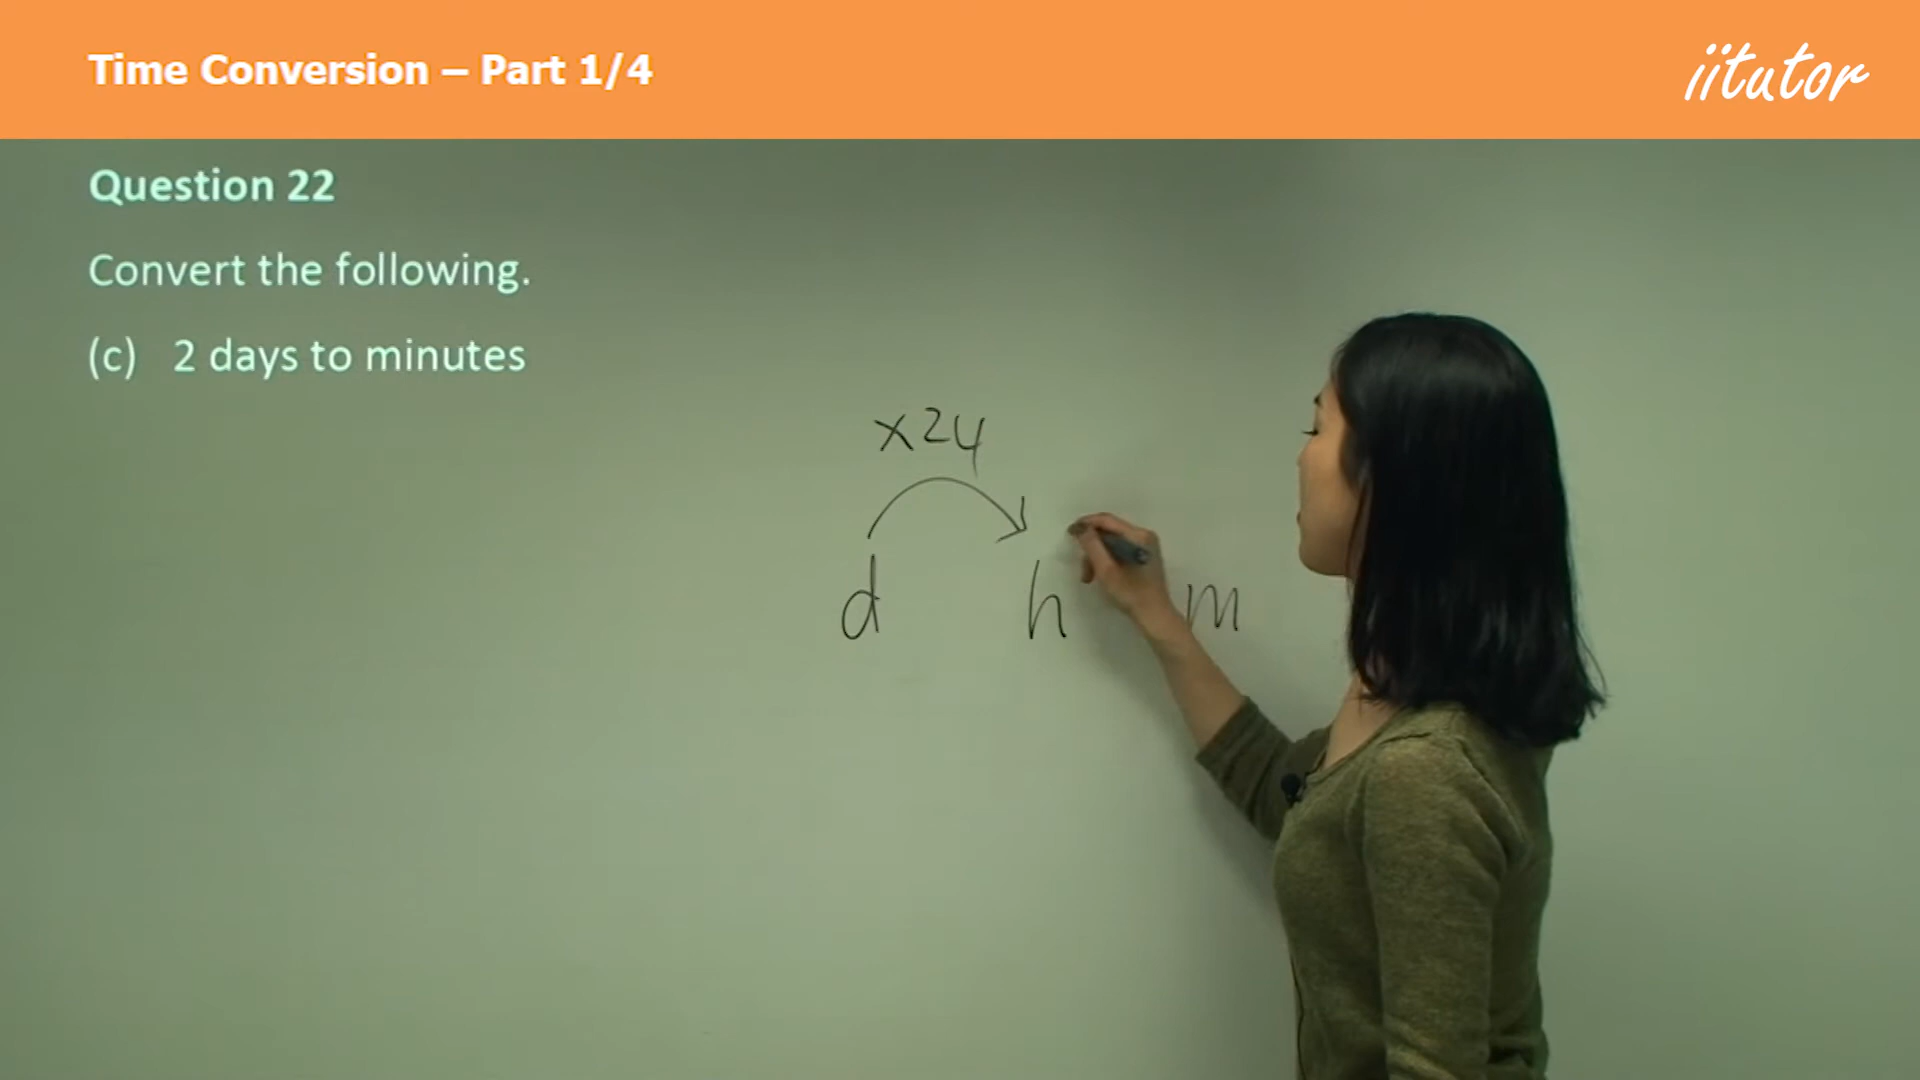 Time Conversion – Part 1/4
iitutor
Question 22
Convert the following.
(c) 2 days to minutes
x24
d h m